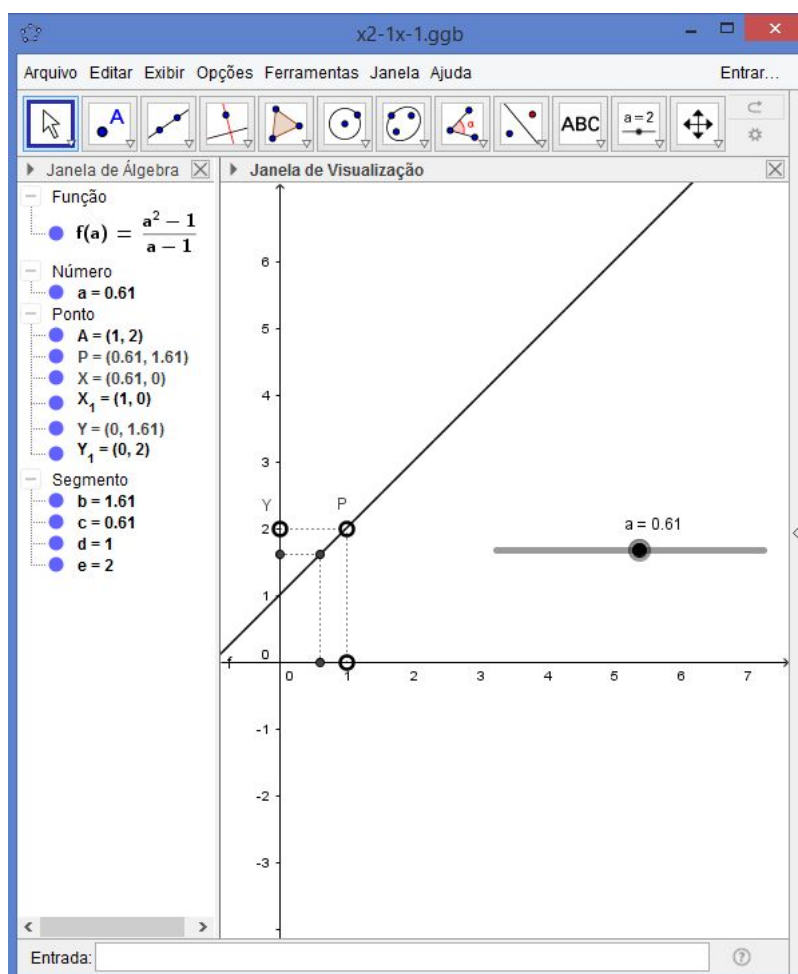 x2-1x-1.ggb
Arquivo Editar Exibir Opções Ferramentas Janela Ajuda Entrar...
A α ABC a = 2
Janela de Álgebra
Janela de Visualização
Função
f(a) = (a² − 1)/(a − 1)
Número
a = 0.61
Ponto
A = (1, 2)
P = (0.61, 1.61)
X = (0.61, 0)
X₁ = (1, 0)
Y = (0, 1.61)
Y₁ = (0, 2)
Segmento
b = 1.61
c = 0.61
d = 1
e = 2
6
5
4
3
Y P
2
a = 0.61
1
0
f
0 1 2 3 4 5 6 7
-1
-2
-3
Entrada:
?